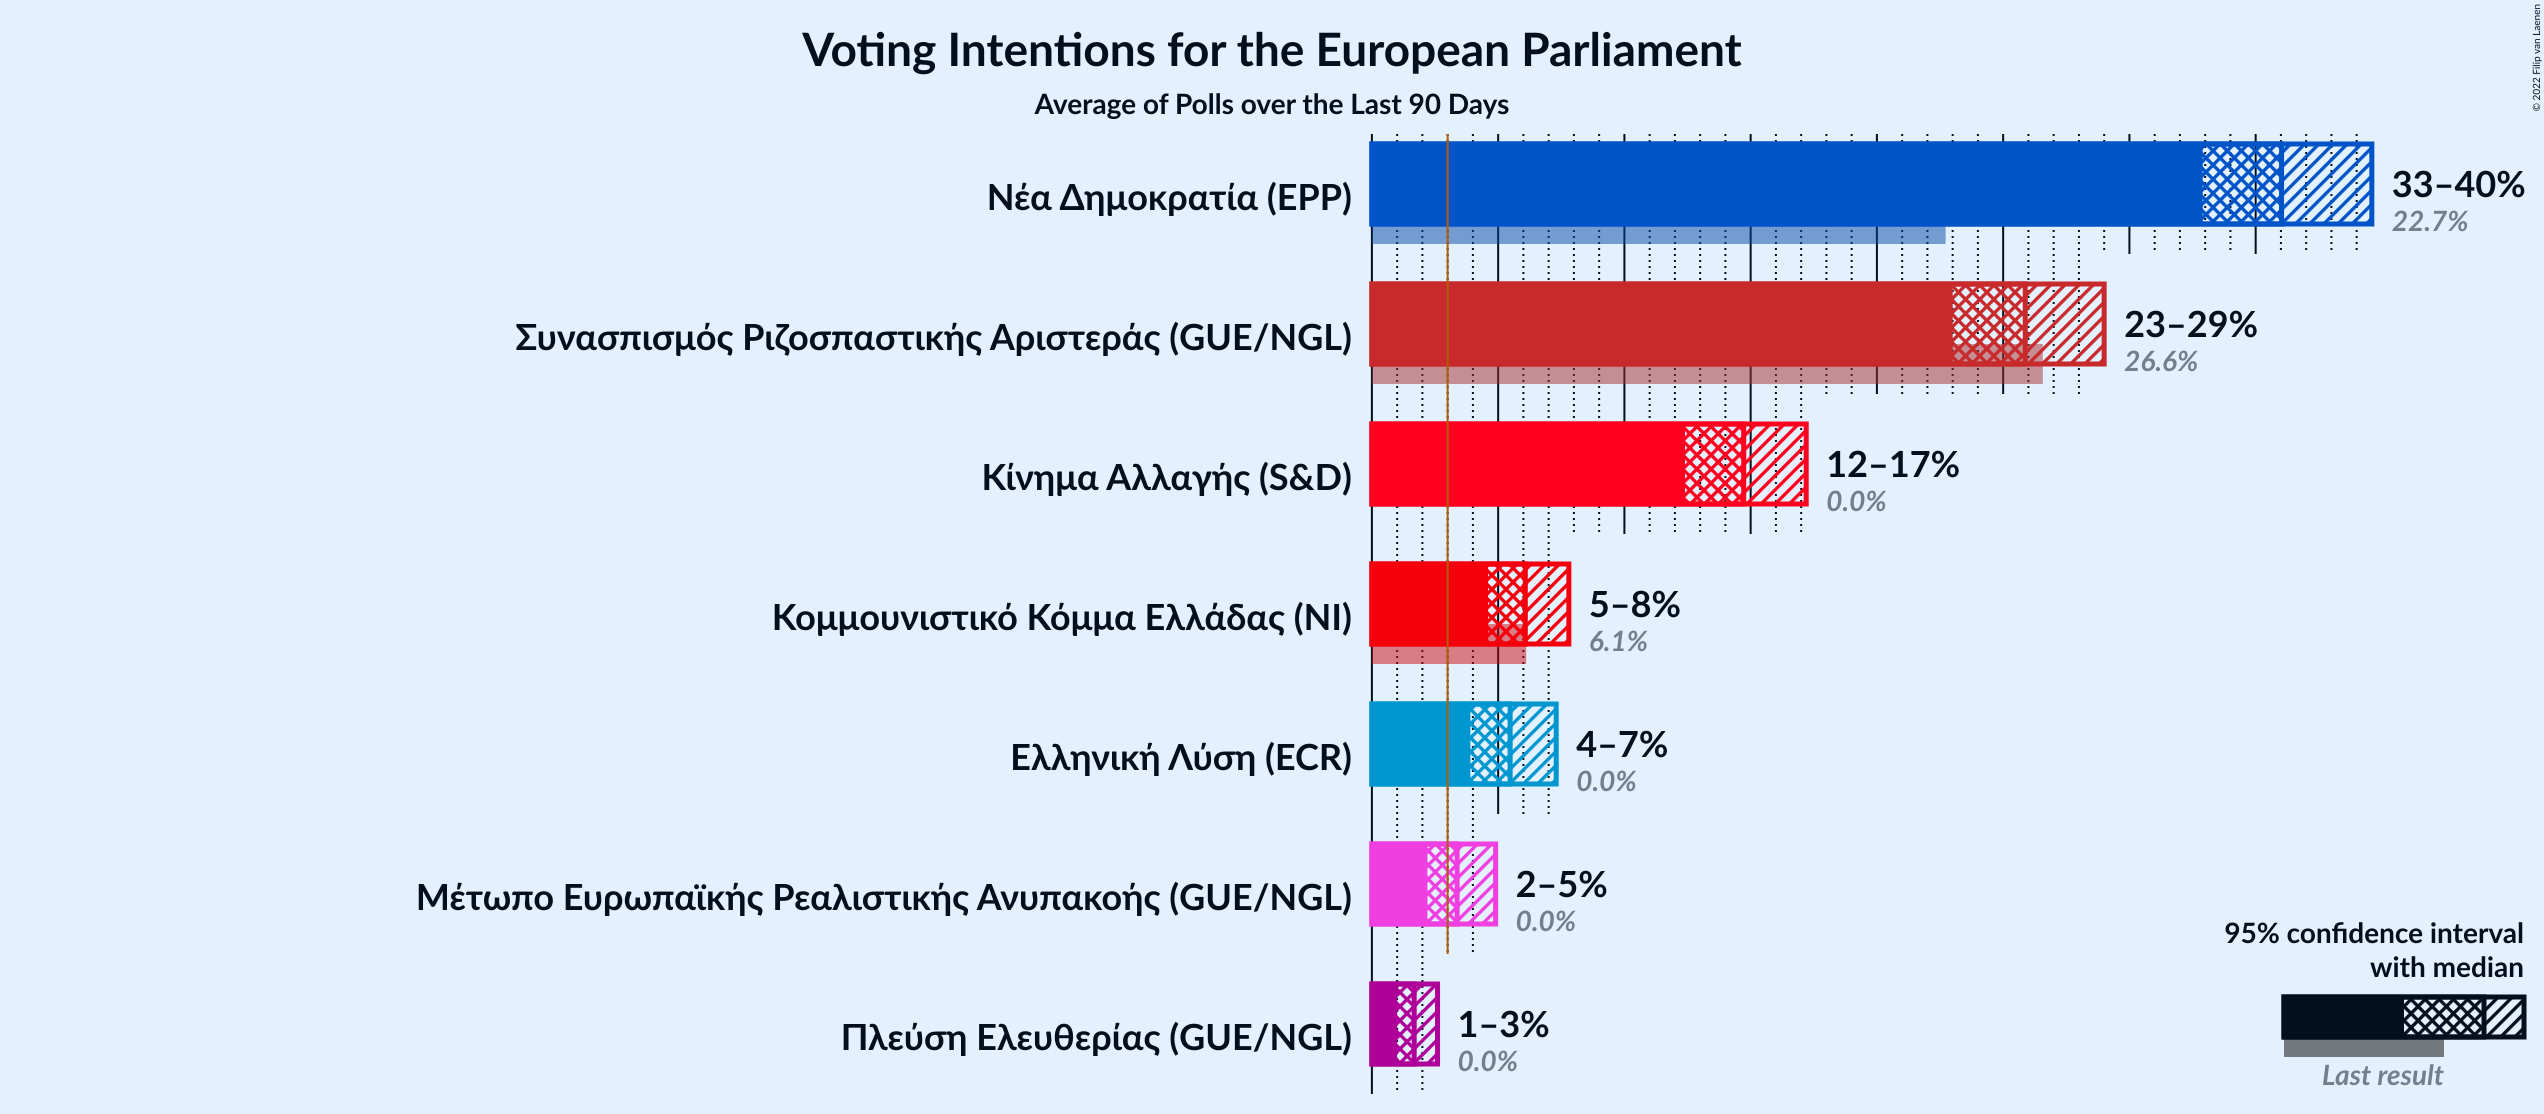 Voting Intentions for the European Parliament
Average of Polls over the Last 90 Days
© 2022 Filip van Laenen
Νέα Δημοκρατία (EPP)
33–40%
22.7%
Συνασπισμός Ριζοσπαστικής Αριστεράς (GUE/NGL)
23–29%
26.6%
Κίνημα Αλλαγής (S&D)
12–17%
0.0%
Κομμουνιστικό Κόμμα Ελλάδας (NI)
5–8%
6.1%
Ελληνική Λύση (ECR)
4–7%
0.0%
Μέτωπο Ευρωπαϊκής Ρεαλιστικής Ανυπακοής (GUE/NGL)
2–5%
0.0%
Πλεύση Ελευθερίας (GUE/NGL)
1–3%
0.0%
95% confidence interval
with median
Last result